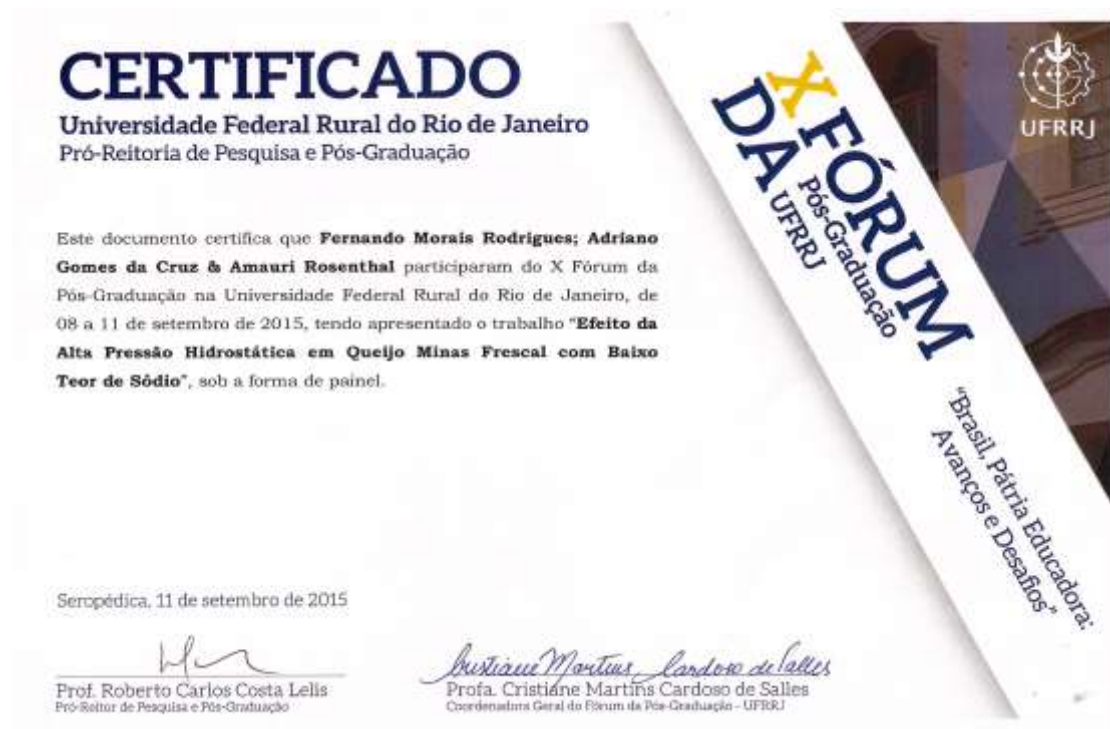 CERTIFICADO
Universidade Federal Rural do Rio de Janeiro
Pró-Reitoria de Pesquisa e Pós-Graduação
Este documento certifica que Fernando Morais Rodrigues; Adriano
Gomes da Cruz & Amauri Rosenthal participaram do X Fórum da
Pós-Graduação na Universidade Federal Rural do Rio de Janeiro, de
08 a 11 de setembro de 2015, tendo apresentado o trabalho "Efeito da
Alta Pressão Hidrostática em Queijo Minas Frescal com Baixo
Teor de Sódio", sob a forma de painel.
Seropédica, 11 de setembro de 2015
Prof. Roberto Carlos Costa Lelis
Pró-Reitor de Pesquisa e Pós-Graduação
Cristiane Martins Cardoso de Salles
Profa. Cristiane Martins Cardoso de Salles
Coordenadora Geral do Fórum da Pós-Graduação - UFRRJ
X FÓRUM
Pós-Graduação
DA UFRRJ
"Brasil, Pátria Educadora:
Avanços e Desafios"
UFRRJ